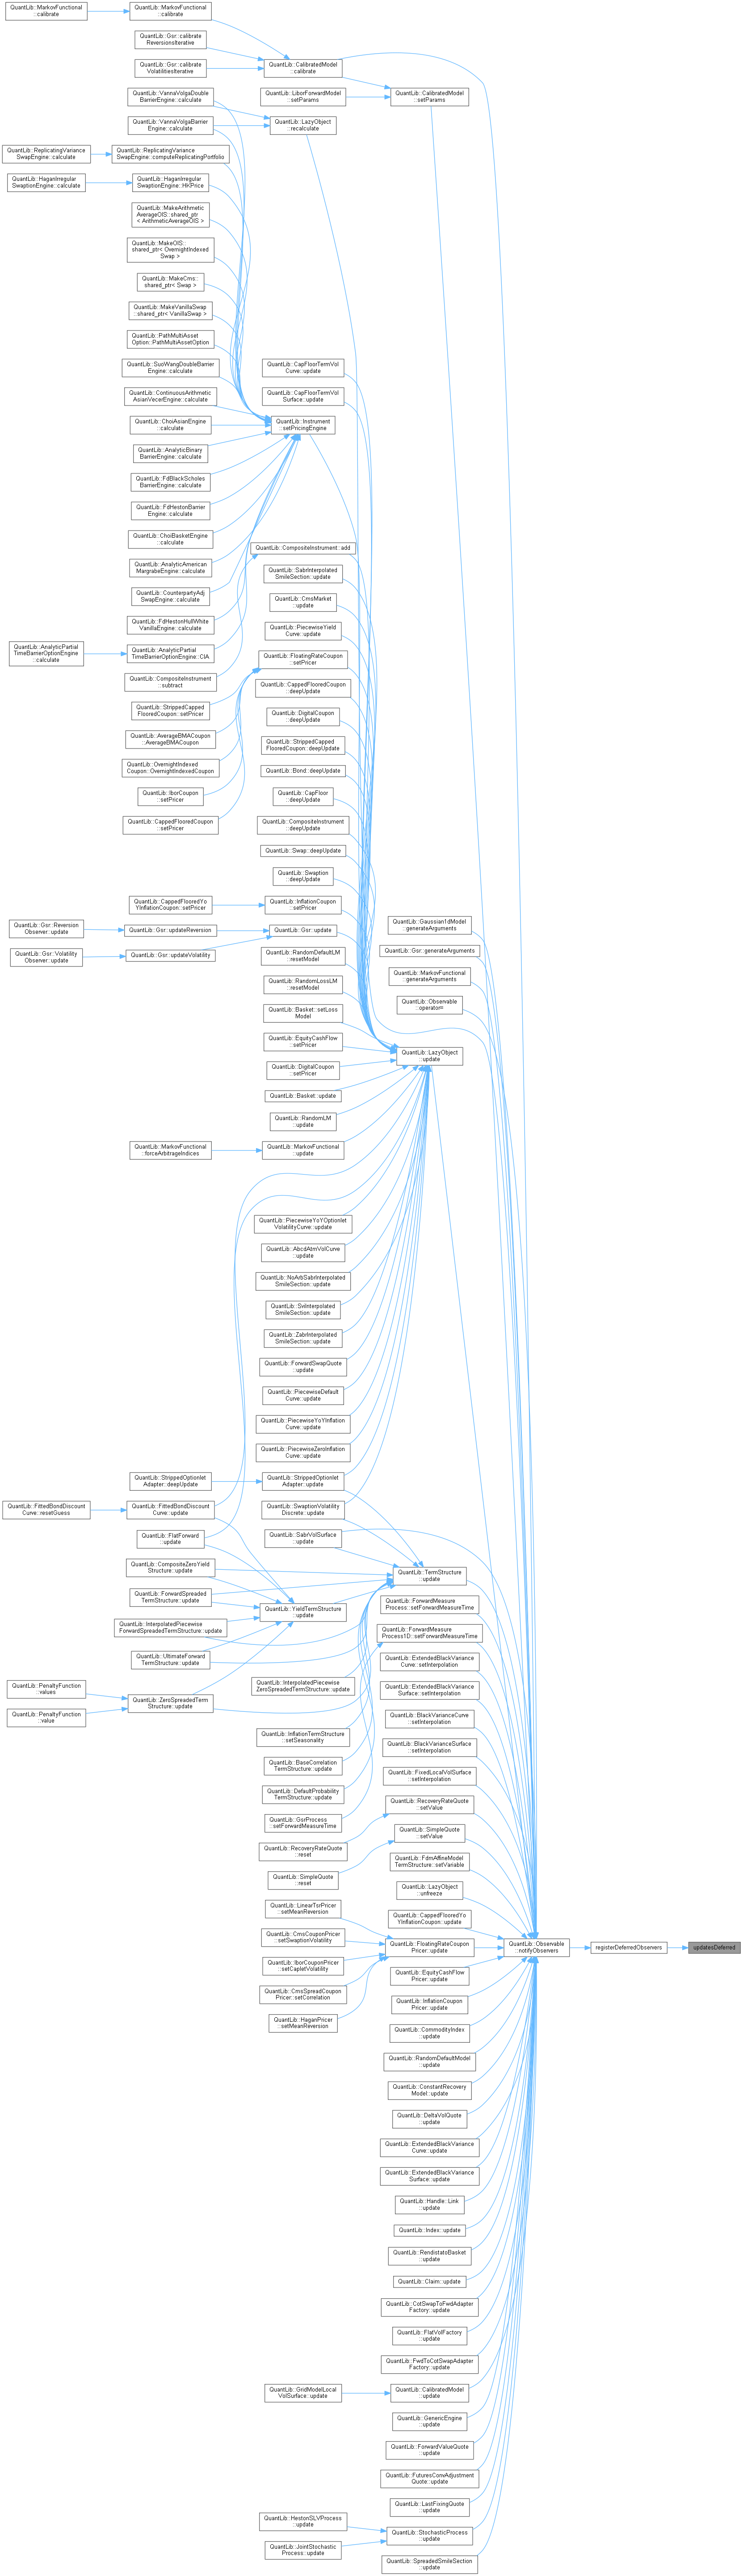 QuantLib::MarkovFunctional
::calibrate
QuantLib::MarkovFunctional
::calibrate
QuantLib::Gsr::calibrate
ReversionsIterative
QuantLib::Gsr::calibrate
VolatilitiesIterative
QuantLib::CalibratedModel
::calibrate
QuantLib::VannaVolgaDouble
BarrierEngine::calculate
QuantLib::LiborForwardModel
::setParams
QuantLib::CalibratedModel
::setParams
QuantLib::VannaVolgaBarrier
Engine::calculate
QuantLib::LazyObject
::recalculate
QuantLib::ReplicatingVariance
SwapEngine::calculate
QuantLib::ReplicatingVariance
SwapEngine::computeReplicatingPortfolio
QuantLib::HaganIrregular
SwaptionEngine::calculate
QuantLib::HaganIrregular
SwaptionEngine::HKPrice
QuantLib::MakeArithmetic
AverageOIS::shared_ptr
< ArithmeticAverageOIS >
QuantLib::MakeOIS::
shared_ptr< OvernightIndexed
Swap >
QuantLib::MakeCms::
shared_ptr< Swap >
QuantLib::MakeVanillaSwap
::shared_ptr< VanillaSwap >
QuantLib::PathMultiAsset
Option::PathMultiAssetOption
QuantLib::SuoWangDoubleBarrier
Engine::calculate
QuantLib::CapFloorTermVol
Curve::update
QuantLib::ContinuousArithmetic
AsianVecerEngine::calculate
QuantLib::CapFloorTermVol
Surface::update
QuantLib::ChoiAsianEngine
::calculate
QuantLib::Instrument
::setPricingEngine
QuantLib::AnalyticBinary
BarrierEngine::calculate
QuantLib::FdBlackScholes
BarrierEngine::calculate
QuantLib::FdHestonBarrier
Engine::calculate
QuantLib::ChoiBasketEngine
::calculate
QuantLib::CompositeInstrument::add
QuantLib::AnalyticAmerican
MargrabeEngine::calculate
QuantLib::SabrInterpolated
SmileSection::update
QuantLib::CounterpartyAdj
SwapEngine::calculate
QuantLib::CmsMarket
::update
QuantLib::FdHestonHullWhite
VanillaEngine::calculate
QuantLib::PiecewiseYield
Curve::update
QuantLib::AnalyticPartial
TimeBarrierOptionEngine
::calculate
QuantLib::AnalyticPartial
TimeBarrierOptionEngine::CIA
QuantLib::FloatingRateCoupon
::setPricer
QuantLib::CompositeInstrument
::subtract
QuantLib::CappedFlooredCoupon
::deepUpdate
QuantLib::StrippedCapped
FlooredCoupon::setPricer
QuantLib::DigitalCoupon
::deepUpdate
QuantLib::AverageBMACoupon
::AverageBMACoupon
QuantLib::StrippedCapped
FlooredCoupon::deepUpdate
QuantLib::OvernightIndexed
Coupon::OvernightIndexedCoupon
QuantLib::Bond::deepUpdate
QuantLib::IborCoupon
::setPricer
QuantLib::CapFloor
::deepUpdate
QuantLib::CappedFlooredCoupon
::setPricer
QuantLib::CompositeInstrument
::deepUpdate
QuantLib::Swap::deepUpdate
QuantLib::Swaption
::deepUpdate
QuantLib::CappedFlooredYo
YInflationCoupon::setPricer
QuantLib::InflationCoupon
::setPricer
QuantLib::Gsr::Reversion
Observer::update
QuantLib::Gsr::updateReversion
QuantLib::Gsr::update
QuantLib::Gaussian1dModel
::generateArguments
QuantLib::Gsr::Volatility
Observer::update
QuantLib::Gsr::updateVolatility
QuantLib::RandomDefaultLM
::resetModel
QuantLib::Gsr::generateArguments
QuantLib::RandomLossLM
::resetModel
QuantLib::MarkovFunctional
::generateArguments
QuantLib::Basket::setLoss
Model
QuantLib::Observable
::operator=
QuantLib::EquityCashFlow
::setPricer
QuantLib::DigitalCoupon
::setPricer
QuantLib::LazyObject
::update
QuantLib::Basket::update
QuantLib::RandomLM
::update
QuantLib::MarkovFunctional
::forceArbitrageIndices
QuantLib::MarkovFunctional
::update
QuantLib::PiecewiseYoYOptionlet
VolatilityCurve::update
QuantLib::AbcdAtmVolCurve
::update
QuantLib::NoArbSabrInterpolated
SmileSection::update
QuantLib::SviInterpolated
SmileSection::update
QuantLib::ZabrInterpolated
SmileSection::update
QuantLib::ForwardSwapQuote
::update
QuantLib::PiecewiseDefault
Curve::update
QuantLib::PiecewiseYoYInflation
Curve::update
QuantLib::PiecewiseZeroInflation
Curve::update
QuantLib::StrippedOptionlet
Adapter::deepUpdate
QuantLib::StrippedOptionlet
Adapter::update
QuantLib::FittedBondDiscount
Curve::resetGuess
QuantLib::FittedBondDiscount
Curve::update
QuantLib::SwaptionVolatility
Discrete::update
QuantLib::FlatForward
::update
QuantLib::SabrVolSurface
::update
QuantLib::CompositeZeroYield
Structure::update
QuantLib::TermStructure
::update
QuantLib::ForwardSpreaded
TermStructure::update
QuantLib::YieldTermStructure
::update
QuantLib::ForwardMeasure
Process::setForwardMeasureTime
QuantLib::InterpolatedPiecewise
ForwardSpreadedTermStructure::update
QuantLib::ForwardMeasure
Process1D::setForwardMeasureTime
QuantLib::UltimateForward
TermStructure::update
QuantLib::ExtendedBlackVariance
Curve::setInterpolation
QuantLib::InterpolatedPiecewise
ZeroSpreadedTermStructure::update
QuantLib::ExtendedBlackVariance
Surface::setInterpolation
QuantLib::PenaltyFunction
::values
QuantLib::ZeroSpreadedTerm
Structure::update
QuantLib::PenaltyFunction
::value
QuantLib::BlackVarianceCurve
::setInterpolation
QuantLib::InflationTermStructure
::setSeasonality
QuantLib::BlackVarianceSurface
::setInterpolation
QuantLib::BaseCorrelation
TermStructure::update
QuantLib::FixedLocalVolSurface
::setInterpolation
QuantLib::DefaultProbability
TermStructure::update
QuantLib::RecoveryRateQuote
::setValue
QuantLib::GsrProcess
::setForwardMeasureTime
QuantLib::SimpleQuote
::setValue
QuantLib::RecoveryRateQuote
::reset
QuantLib::FdmAffineModel
TermStructure::setVariable
QuantLib::SimpleQuote
::reset
QuantLib::LazyObject
::unfreeze
QuantLib::LinearTsrPricer
::setMeanReversion
QuantLib::CappedFlooredYo
YInflationCoupon::update
QuantLib::CmsCouponPricer
::setSwaptionVolatility
QuantLib::FloatingRateCoupon
Pricer::update
QuantLib::Observable
::notifyObservers
registerDeferredObservers
updatesDeferred
QuantLib::IborCouponPricer
::setCapletVolatility
QuantLib::EquityCashFlow
Pricer::update
QuantLib::CmsSpreadCoupon
Pricer::setCorrelation
QuantLib::InflationCoupon
Pricer::update
QuantLib::HaganPricer
::setMeanReversion
QuantLib::CommodityIndex
::update
QuantLib::RandomDefaultModel
::update
QuantLib::ConstantRecovery
Model::update
QuantLib::DeltaVolQuote
::update
QuantLib::ExtendedBlackVariance
Curve::update
QuantLib::ExtendedBlackVariance
Surface::update
QuantLib::Handle::Link
::update
QuantLib::Index::update
QuantLib::RendistatoBasket
::update
QuantLib::Claim::update
QuantLib::CotSwapToFwdAdapter
Factory::update
QuantLib::FlatVolFactory
::update
QuantLib::FwdToCotSwapAdapter
Factory::update
QuantLib::GridModelLocal
VolSurface::update
QuantLib::CalibratedModel
::update
QuantLib::GenericEngine
::update
QuantLib::ForwardValueQuote
::update
QuantLib::FuturesConvAdjustment
Quote::update
QuantLib::LastFixingQuote
::update
QuantLib::HestonSLVProcess
::update
QuantLib::StochasticProcess
::update
QuantLib::JointStochastic
Process::update
QuantLib::SpreadedSmileSection
::update